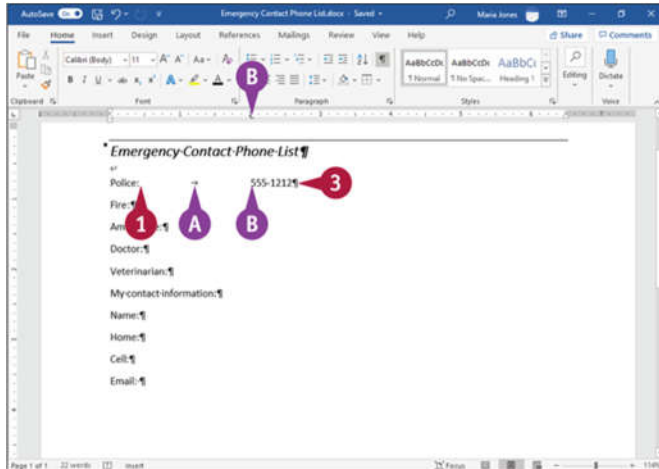 AutoSave On
Emergency Contact Phone List.docx - Saved
Marie Jones
File Home Insert Design Layout References Mailings Review View Help Share Comments
Paste
Calibri (Body) 11
B I U
AaBbCcDc AaBbCcDc AaBbCc
¶ Normal ¶ No Spac... Heading 1
Editing Dictate
Clipboard Font Paragraph Styles Voice
B
Emergency·Contact·Phone·List¶
Police: → 555-1212¶ 3
Fire:¶
1 A B
Doctor:¶
Veterinarian:¶
My·contact·information:¶
Name:¶
Home:¶
Cell:¶
Email:·¶
Page 1 of 1 22 words Insert Focus